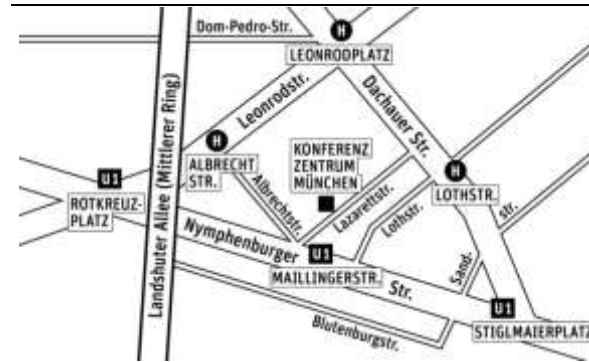 Dom-Pedro-Str.
H
LEONRODPLATZ
Landshuter Allee (Mittlerer Ring)
Leonrodstr.
Dachauer Str.
H
ALBRECHT
STR.
KONFERENZ
ZENTRUM
MÜNCHEN
H
LOTHSTR.
U1
ROTKREUZ-
PLATZ
Albrechtstr.
Lazarettstr.
Lothstr.
Nymphenburger
Str.
U1
MAILLINGERSTR.
Sand-
str.
U1
STIGLMAIERPLATZ
Blutenburgstr.